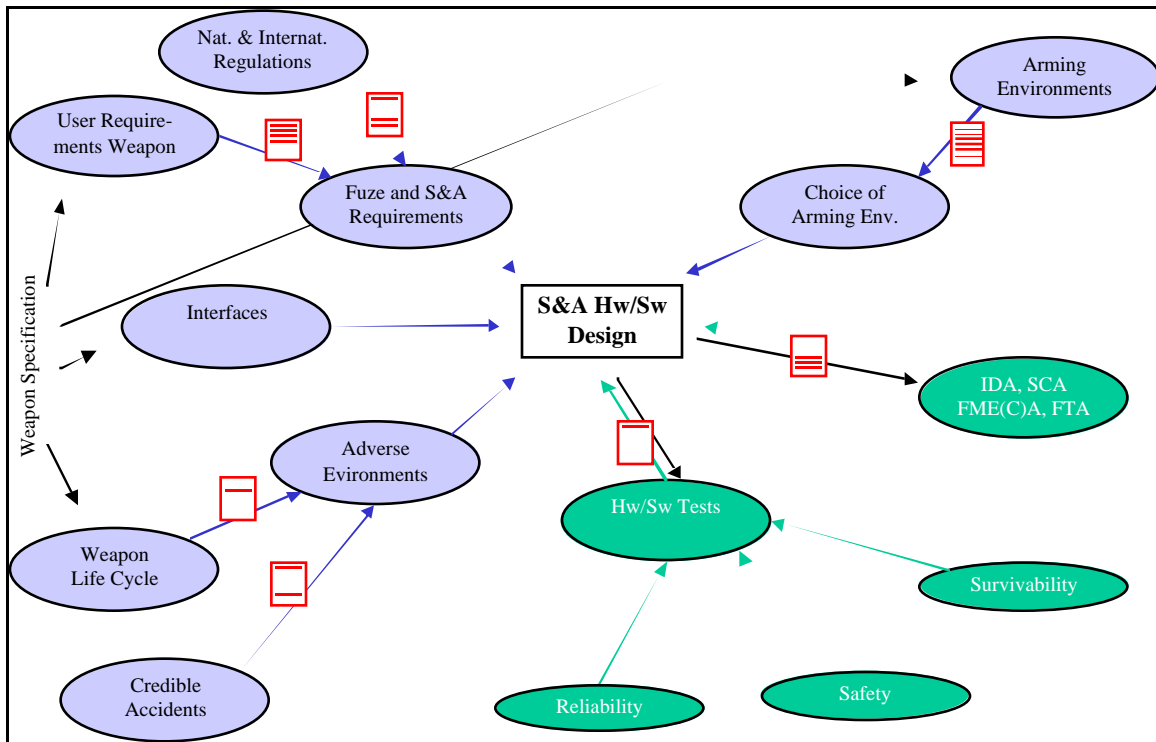 Nat. & Internat.
Regulations
Arming
Environments
User Require-
ments Weapon
Fuze and S&A
Requirements
Choice of
Arming Env.
Weapon Specification
Interfaces
S&A Hw/Sw
Design
IDA, SCA
FME(C)A, FTA
Adverse
Evironments
Hw/Sw Tests
Weapon
Life Cycle
Survivability
Credible
Accidents
Reliability
Safety